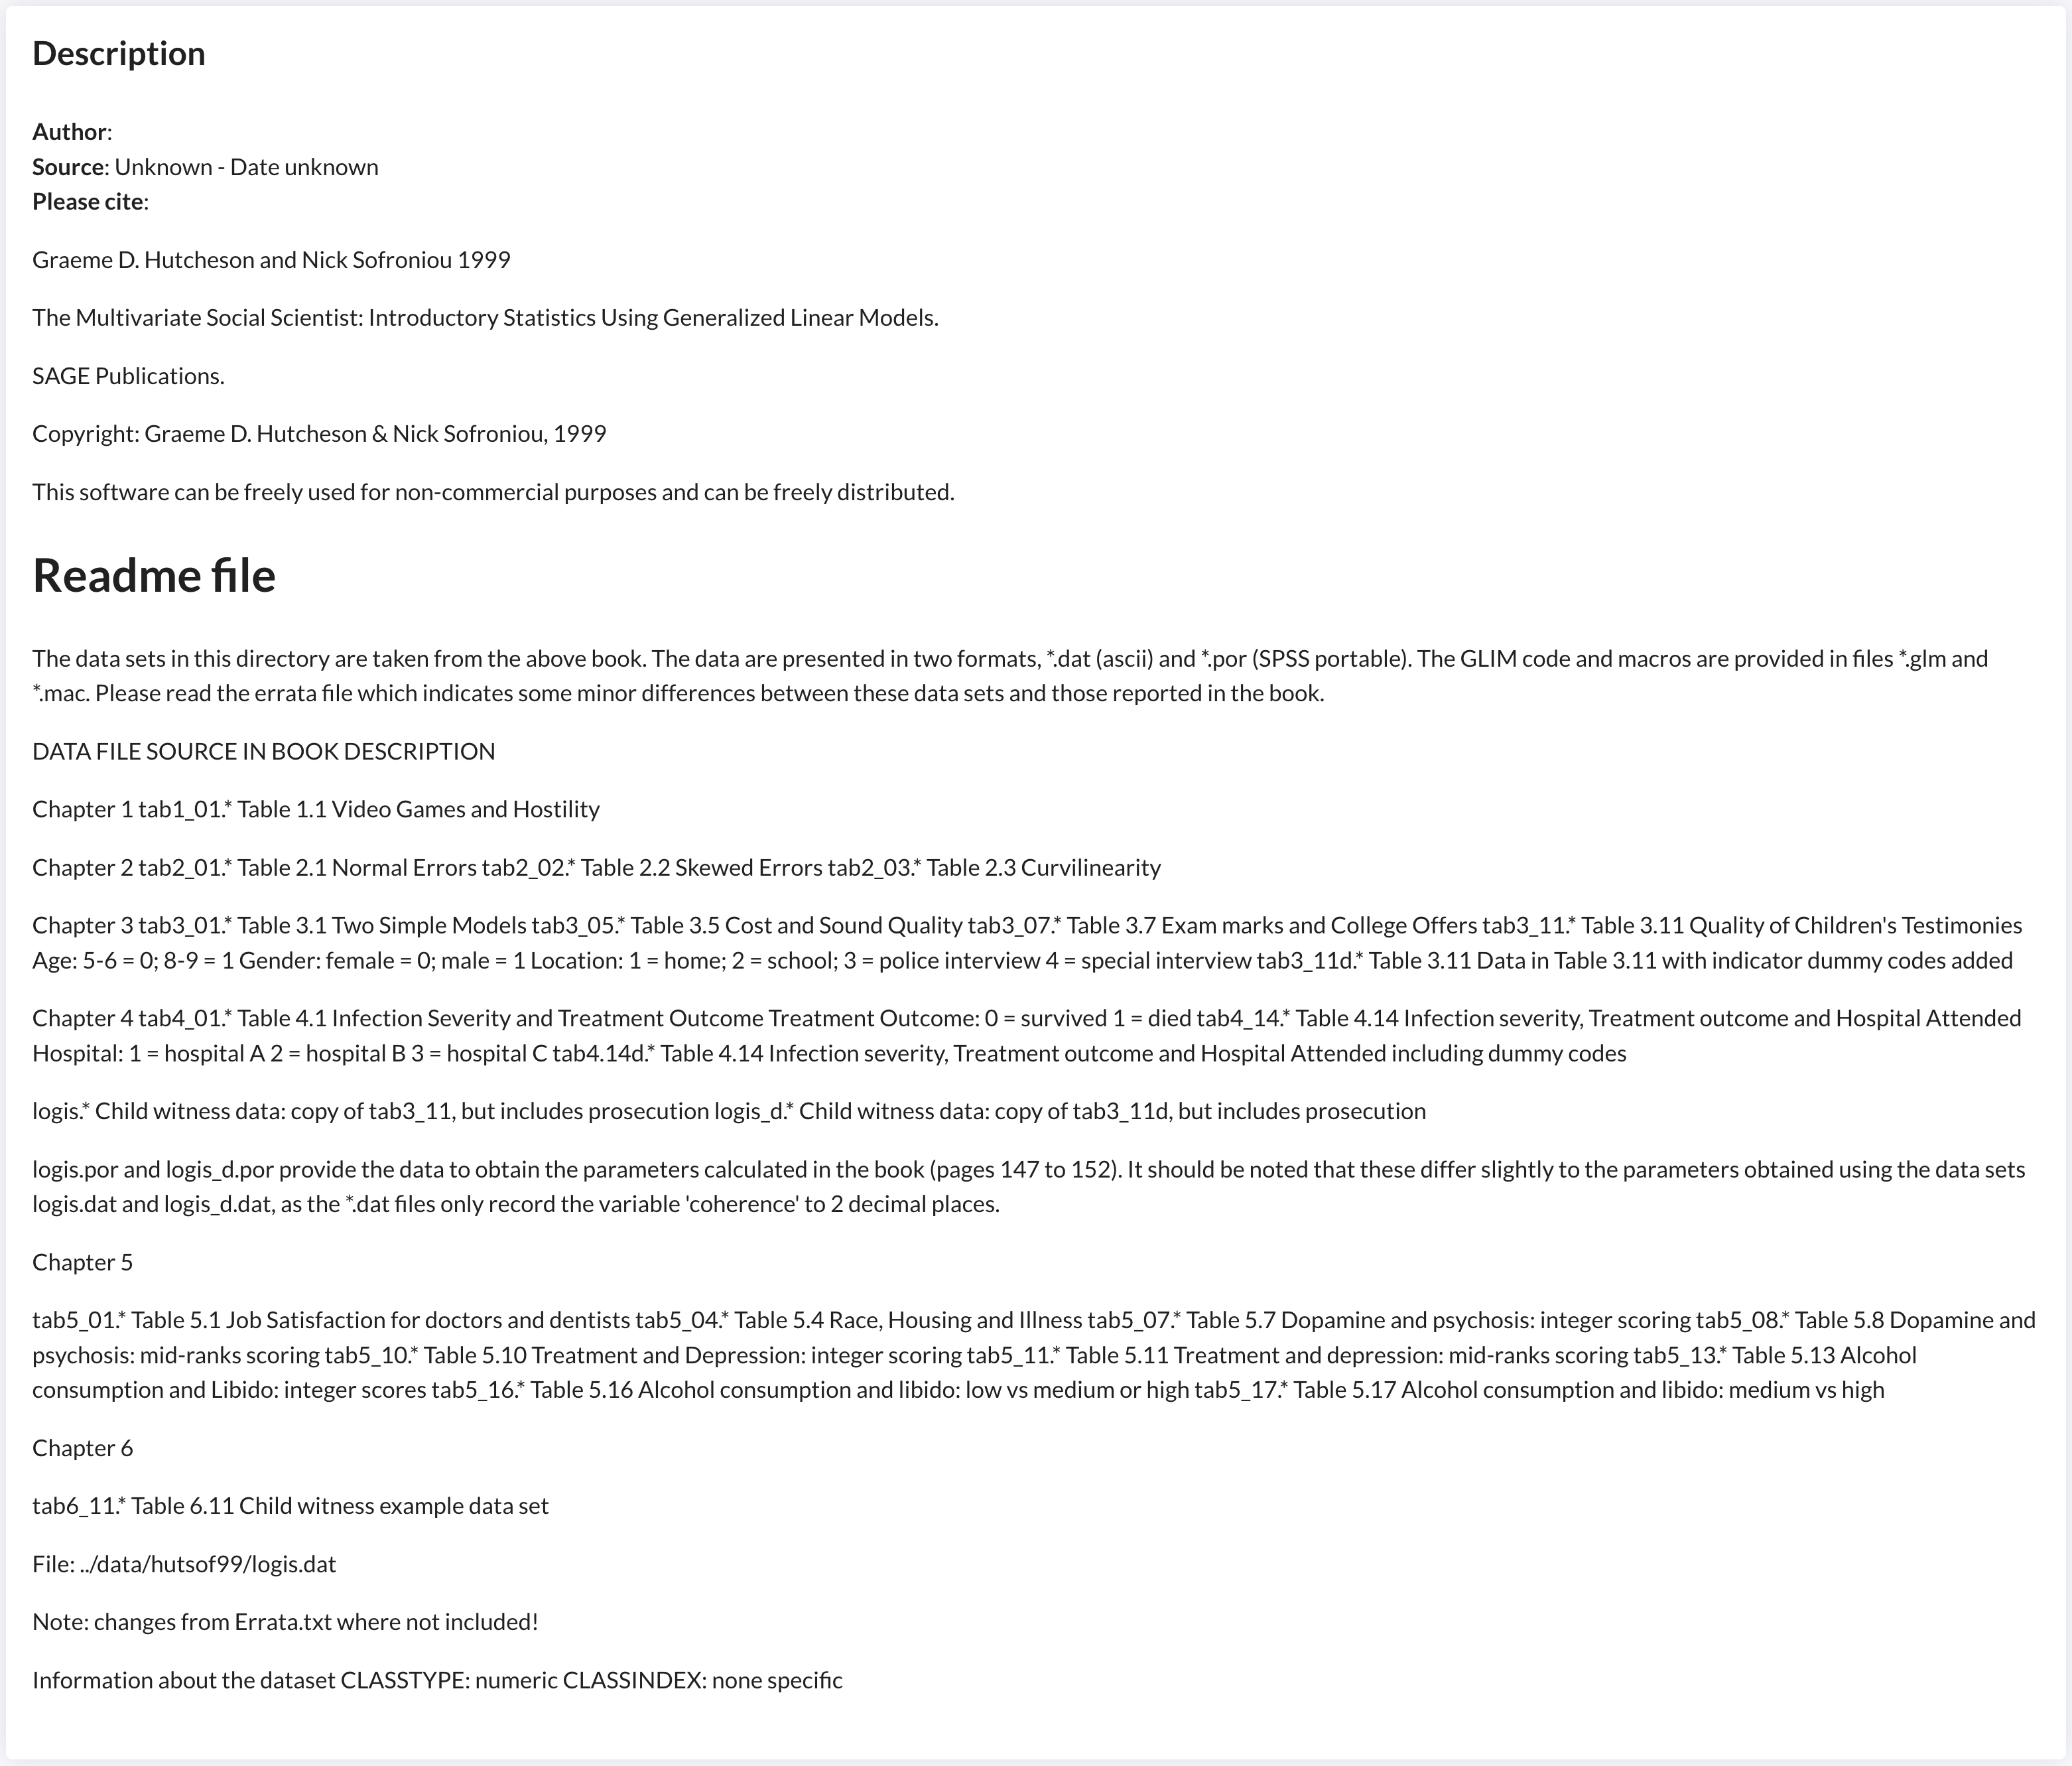 Description
Author:
Source: Unknown - Date unknown
Please cite:
Graeme D. Hutcheson and Nick Sofroniou 1999
The Multivariate Social Scientist: Introductory Statistics Using Generalized Linear Models.
SAGE Publications.
Copyright: Graeme D. Hutcheson & Nick Sofroniou, 1999
This software can be freely used for non-commercial purposes and can be freely distributed.
Readme file
The data sets in this directory are taken from the above book. The data are presented in two formats, *.dat (ascii) and *.por (SPSS portable). The GLIM code and macros are provided in files *.glm and
*.mac. Please read the errata file which indicates some minor differences between these data sets and those reported in the book.
DATA FILE SOURCE IN BOOK DESCRIPTION
Chapter 1 tab1_01.* Table 1.1 Video Games and Hostility
Chapter 2 tab2_01.* Table 2.1 Normal Errors tab2_02.* Table 2.2 Skewed Errors tab2_03.* Table 2.3 Curvilinearity
Chapter 3 tab3_01.* Table 3.1 Two Simple Models tab3_05.* Table 3.5 Cost and Sound Quality tab3_07.* Table 3.7 Exam marks and College Offers tab3_11.* Table 3.11 Quality of Children's Testimonies
Age: 5-6 = 0; 8-9 = 1 Gender: female = 0; male = 1 Location: 1 = home; 2 = school; 3 = police interview 4 = special interview tab3_11d.* Table 3.11 Data in Table 3.11 with indicator dummy codes added
Chapter 4 tab4_01.* Table 4.1 Infection Severity and Treatment Outcome Treatment Outcome: 0 = survived 1 = died tab4_14.* Table 4.14 Infection severity, Treatment outcome and Hospital Attended
Hospital: 1 = hospital A 2 = hospital B 3 = hospital C tab4.14d.* Table 4.14 Infection severity, Treatment outcome and Hospital Attended including dummy codes
logis.* Child witness data: copy of tab3_11, but includes prosecution logis_d.* Child witness data: copy of tab3_11d, but includes prosecution
logis.por and logis_d.por provide the data to obtain the parameters calculated in the book (pages 147 to 152). It should be noted that these differ slightly to the parameters obtained using the data sets
logis.dat and logis_d.dat, as the *.dat files only record the variable 'coherence' to 2 decimal places.
Chapter 5
tab5_01.* Table 5.1 Job Satisfaction for doctors and dentists tab5_04.* Table 5.4 Race, Housing and Illness tab5_07.* Table 5.7 Dopamine and psychosis: integer scoring tab5_08.* Table 5.8 Dopamine and
psychosis: mid-ranks scoring tab5_10.* Table 5.10 Treatment and Depression: integer scoring tab5_11.* Table 5.11 Treatment and depression: mid-ranks scoring tab5_13.* Table 5.13 Alcohol
consumption and Libido: integer scores tab5_16.* Table 5.16 Alcohol consumption and libido: low vs medium or high tab5_17.* Table 5.17 Alcohol consumption and libido: medium vs high
Chapter 6
tab6_11.* Table 6.11 Child witness example data set
File: ../data/hutsof99/logis.dat
Note: changes from Errata.txt where not included!
Information about the dataset CLASSTYPE: numeric CLASSINDEX: none specific